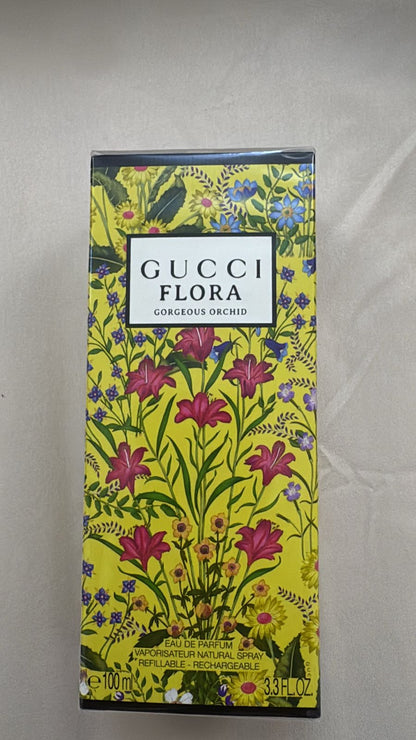 GUCCI
FLORA
GORGEOUS ORCHID
EAU DE PARFUM
VAPORISATEUR NATURAL SPRAY
REFILLABLE - RECHARGEABLE
℮ 100 ml 3.3 FL.OZ.